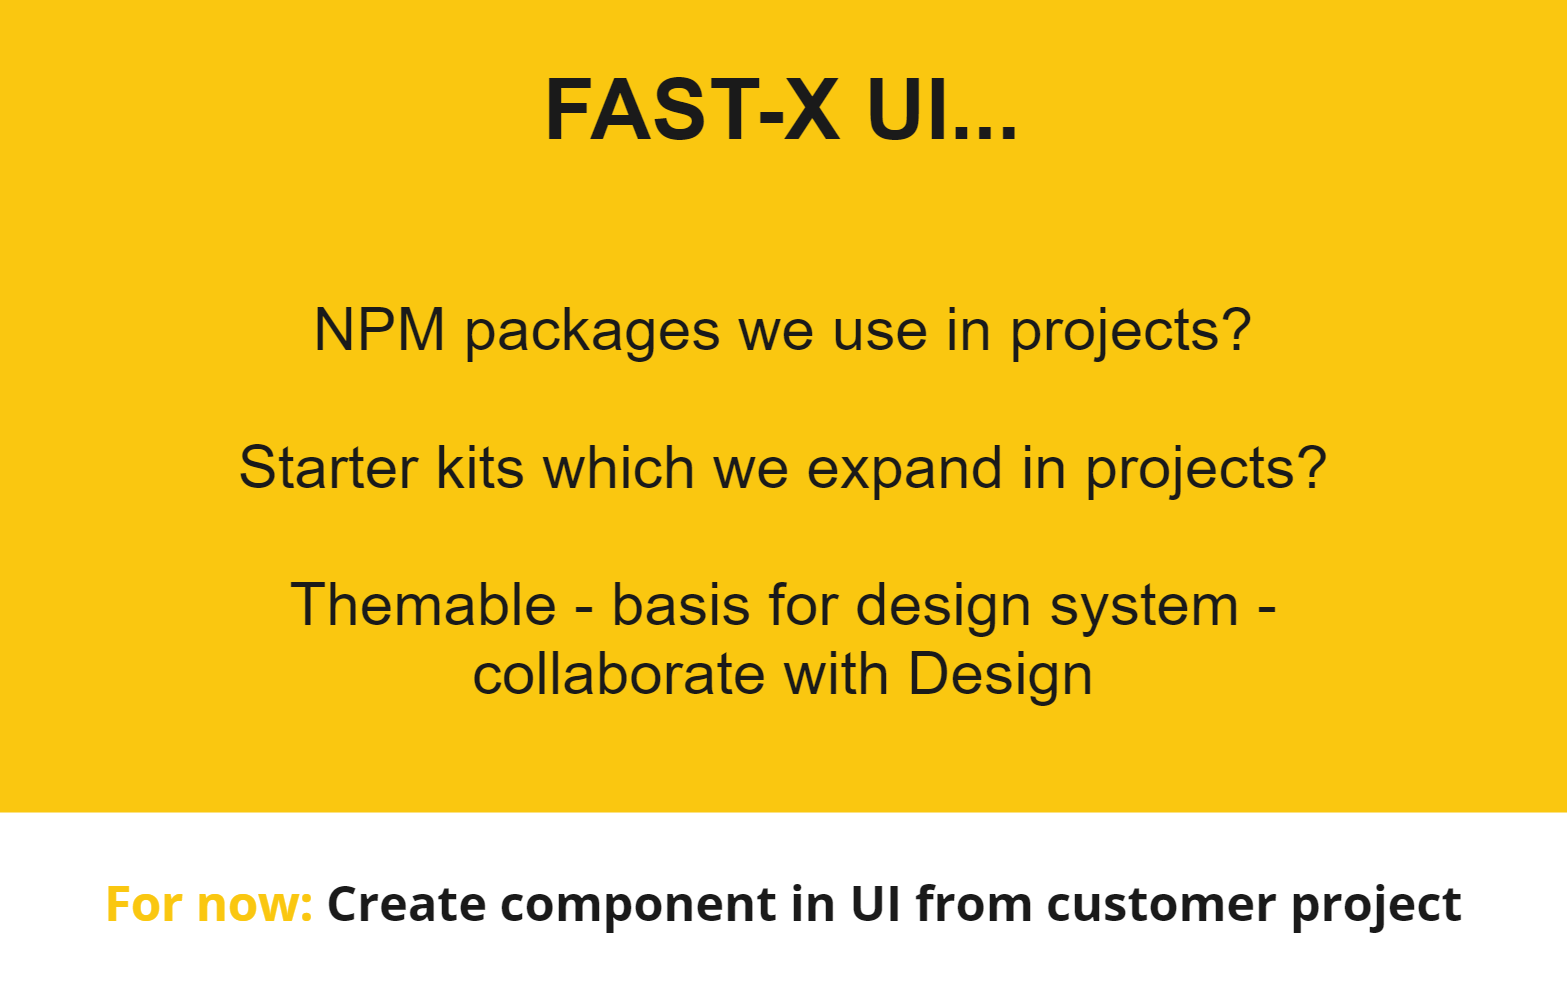 FAST-X UI...
NPM packages we use in projects?
Starter kits which we expand in projects?
Themable - basis for design system -
collaborate with Design
For now: Create component in UI from customer project